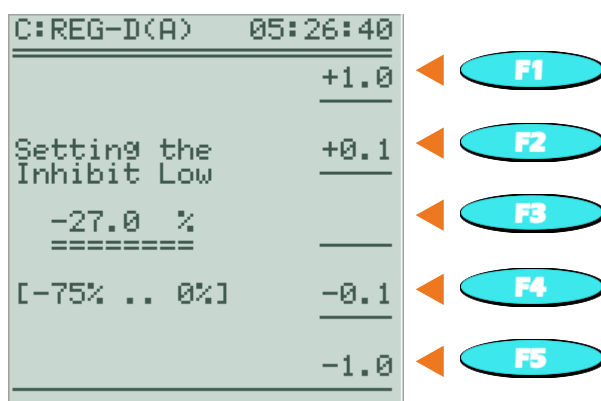 C:REG-D(A) 05:26:40
+1.0 F1
Setting the +0.1 F2
Inhibit Low
-27.0 % F3
========
[-75% .. 0%] -0.1 F4
-1.0 F5